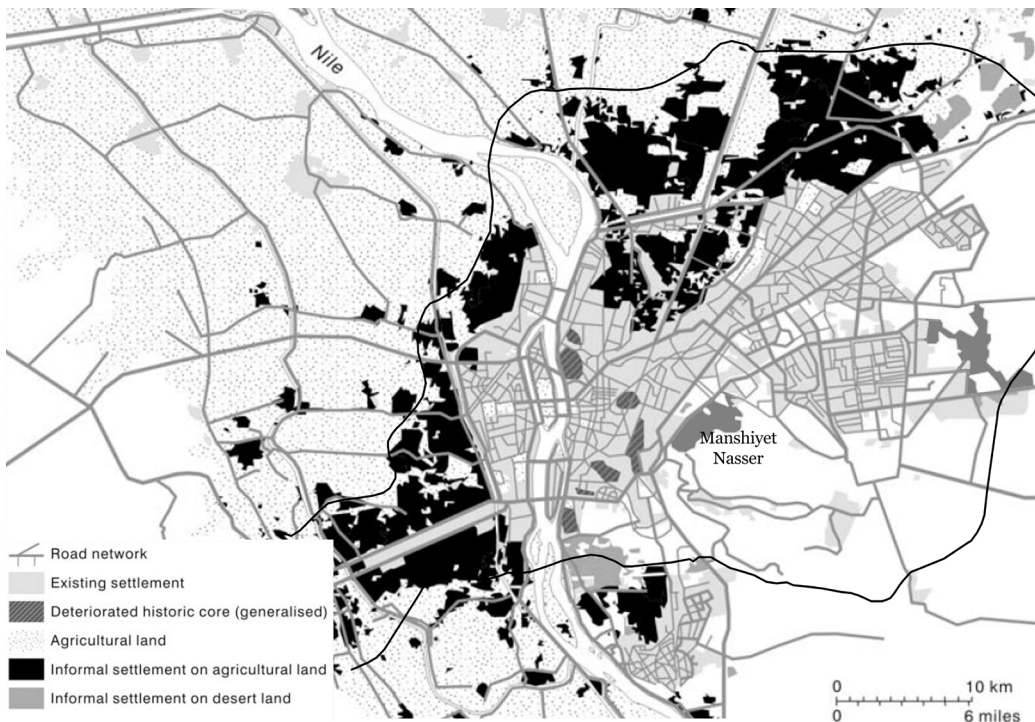 Nile
Manshiyet
Nasser
Road network
Existing settlement
Deteriorated historic core (generalised)
Agricultural land
Informal settlement on agricultural land
Informal settlement on desert land
0 10 km
0 6 miles